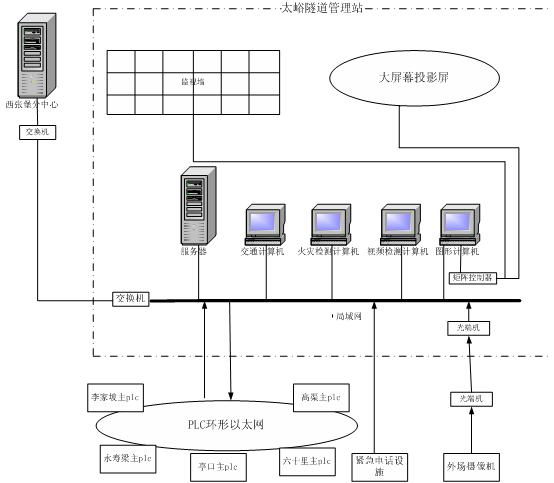 太峪隧道管理站
监视墙
大屏幕投影屏
西张堡分中心
交换机
服务器
交通计算机
火灾检测计算机
视频检测计算机
图形计算机
矩阵控制器
交换机
局域网
光端机
李家坡主plc
高渠主plc
光端机
PLC环形以太网
永寿梁主plc
亭口主plc
六十里主plc
紧急电话设
施
外场摄像机